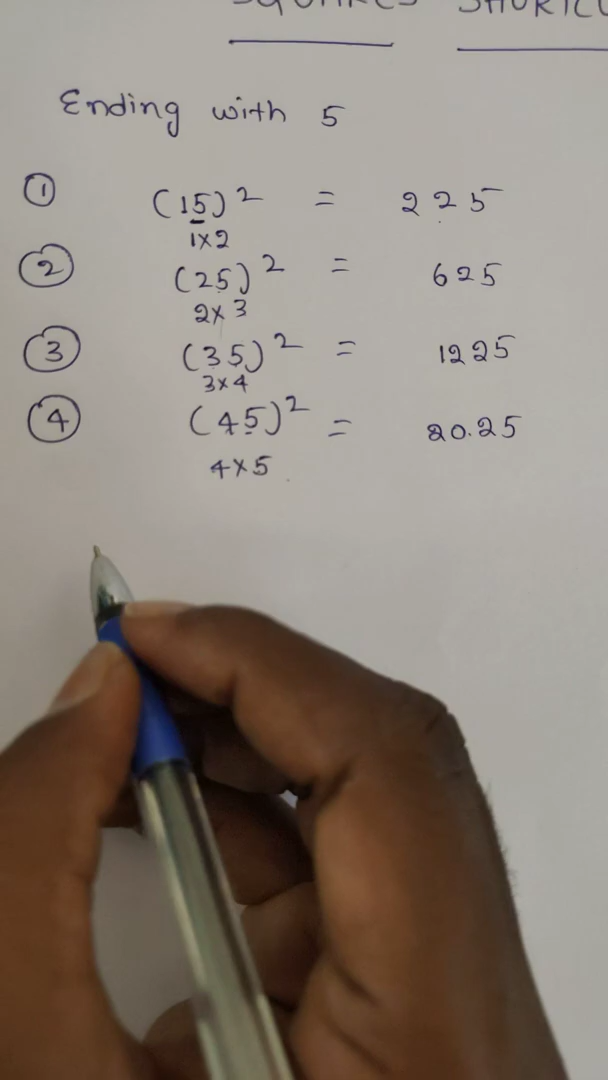 Ending with 5
① (15)² = 225
1x2
② (25)² = 625
2x3
③ (35)² = 1225
3x4
④ (45)² = 20.25
4x5